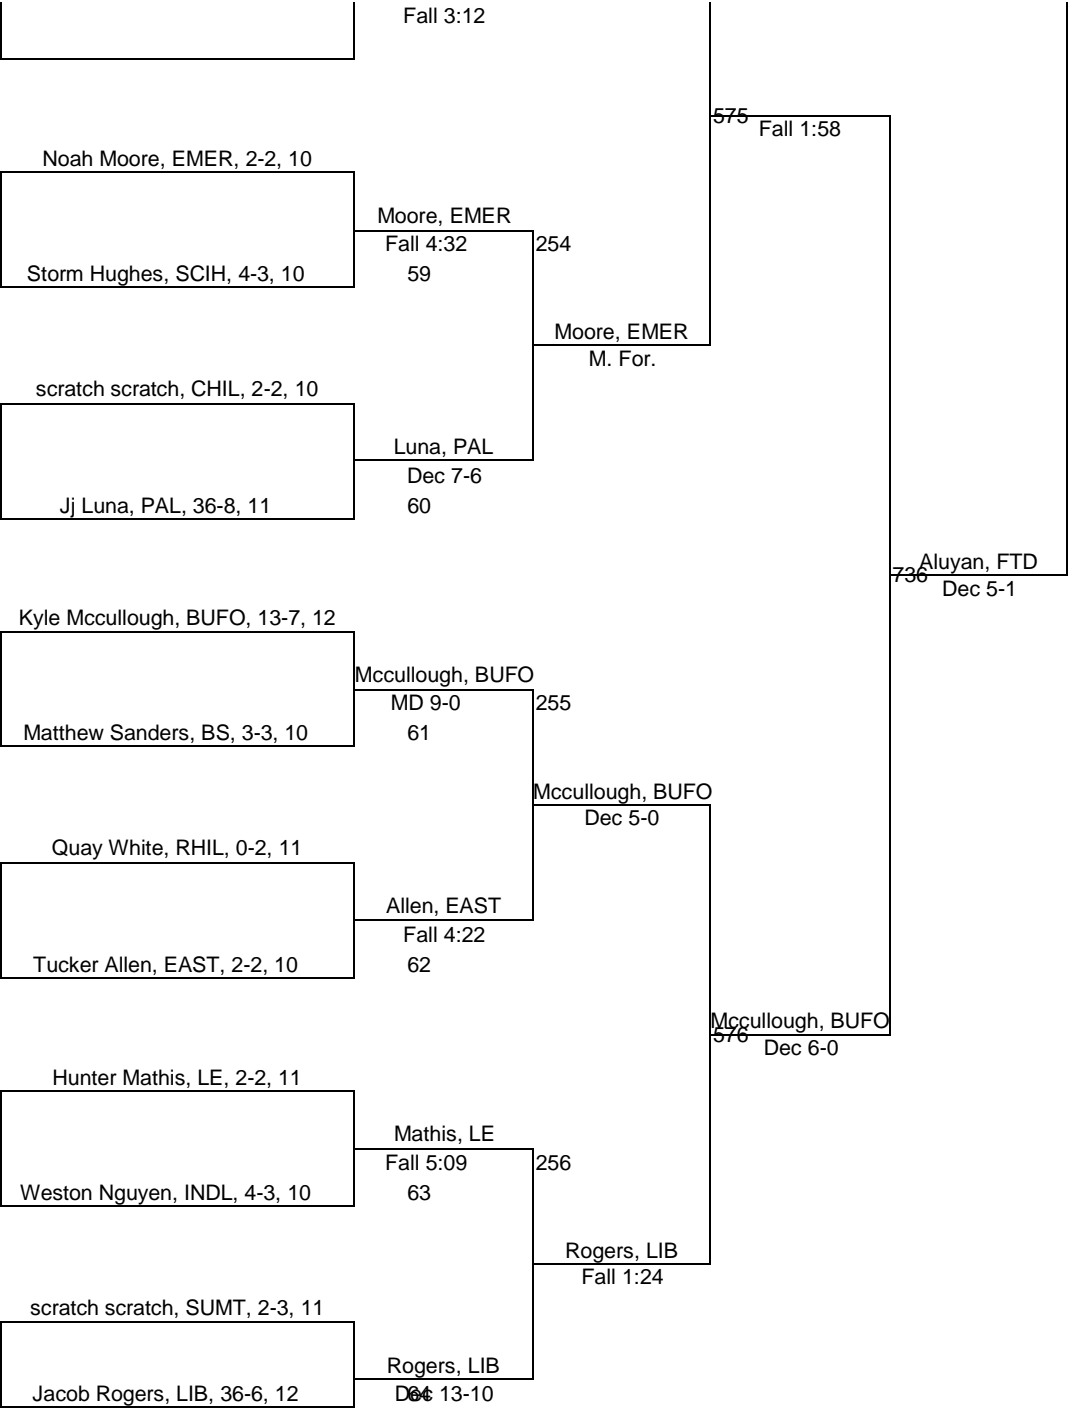 Fall 3:12
575
Fall 1:58
Noah Moore, EMER, 2-2, 10
Moore, EMER
Fall 4:32
254
Storm Hughes, SCIH, 4-3, 10
59
Moore, EMER
M. For.
scratch scratch, CHIL, 2-2, 10
Luna, PAL
Dec 7-6
Jj Luna, PAL, 36-8, 11
60
Aluyan, FTD
736
Dec 5-1
Kyle Mccullough, BUFO, 13-7, 12
Mccullough, BUFO
MD 9-0
255
Matthew Sanders, BS, 3-3, 10
61
Mccullough, BUFO
Dec 5-0
Quay White, RHIL, 0-2, 11
Allen, EAST
Fall 4:22
Tucker Allen, EAST, 2-2, 10
62
Mccullough, BUFO
576
Dec 6-0
Hunter Mathis, LE, 2-2, 11
Mathis, LE
Fall 5:09
256
Weston Nguyen, INDL, 4-3, 10
63
Rogers, LIB
Fall 1:24
scratch scratch, SUMT, 2-3, 11
Rogers, LIB
Jacob Rogers, LIB, 36-6, 12
Dec 13-10
64